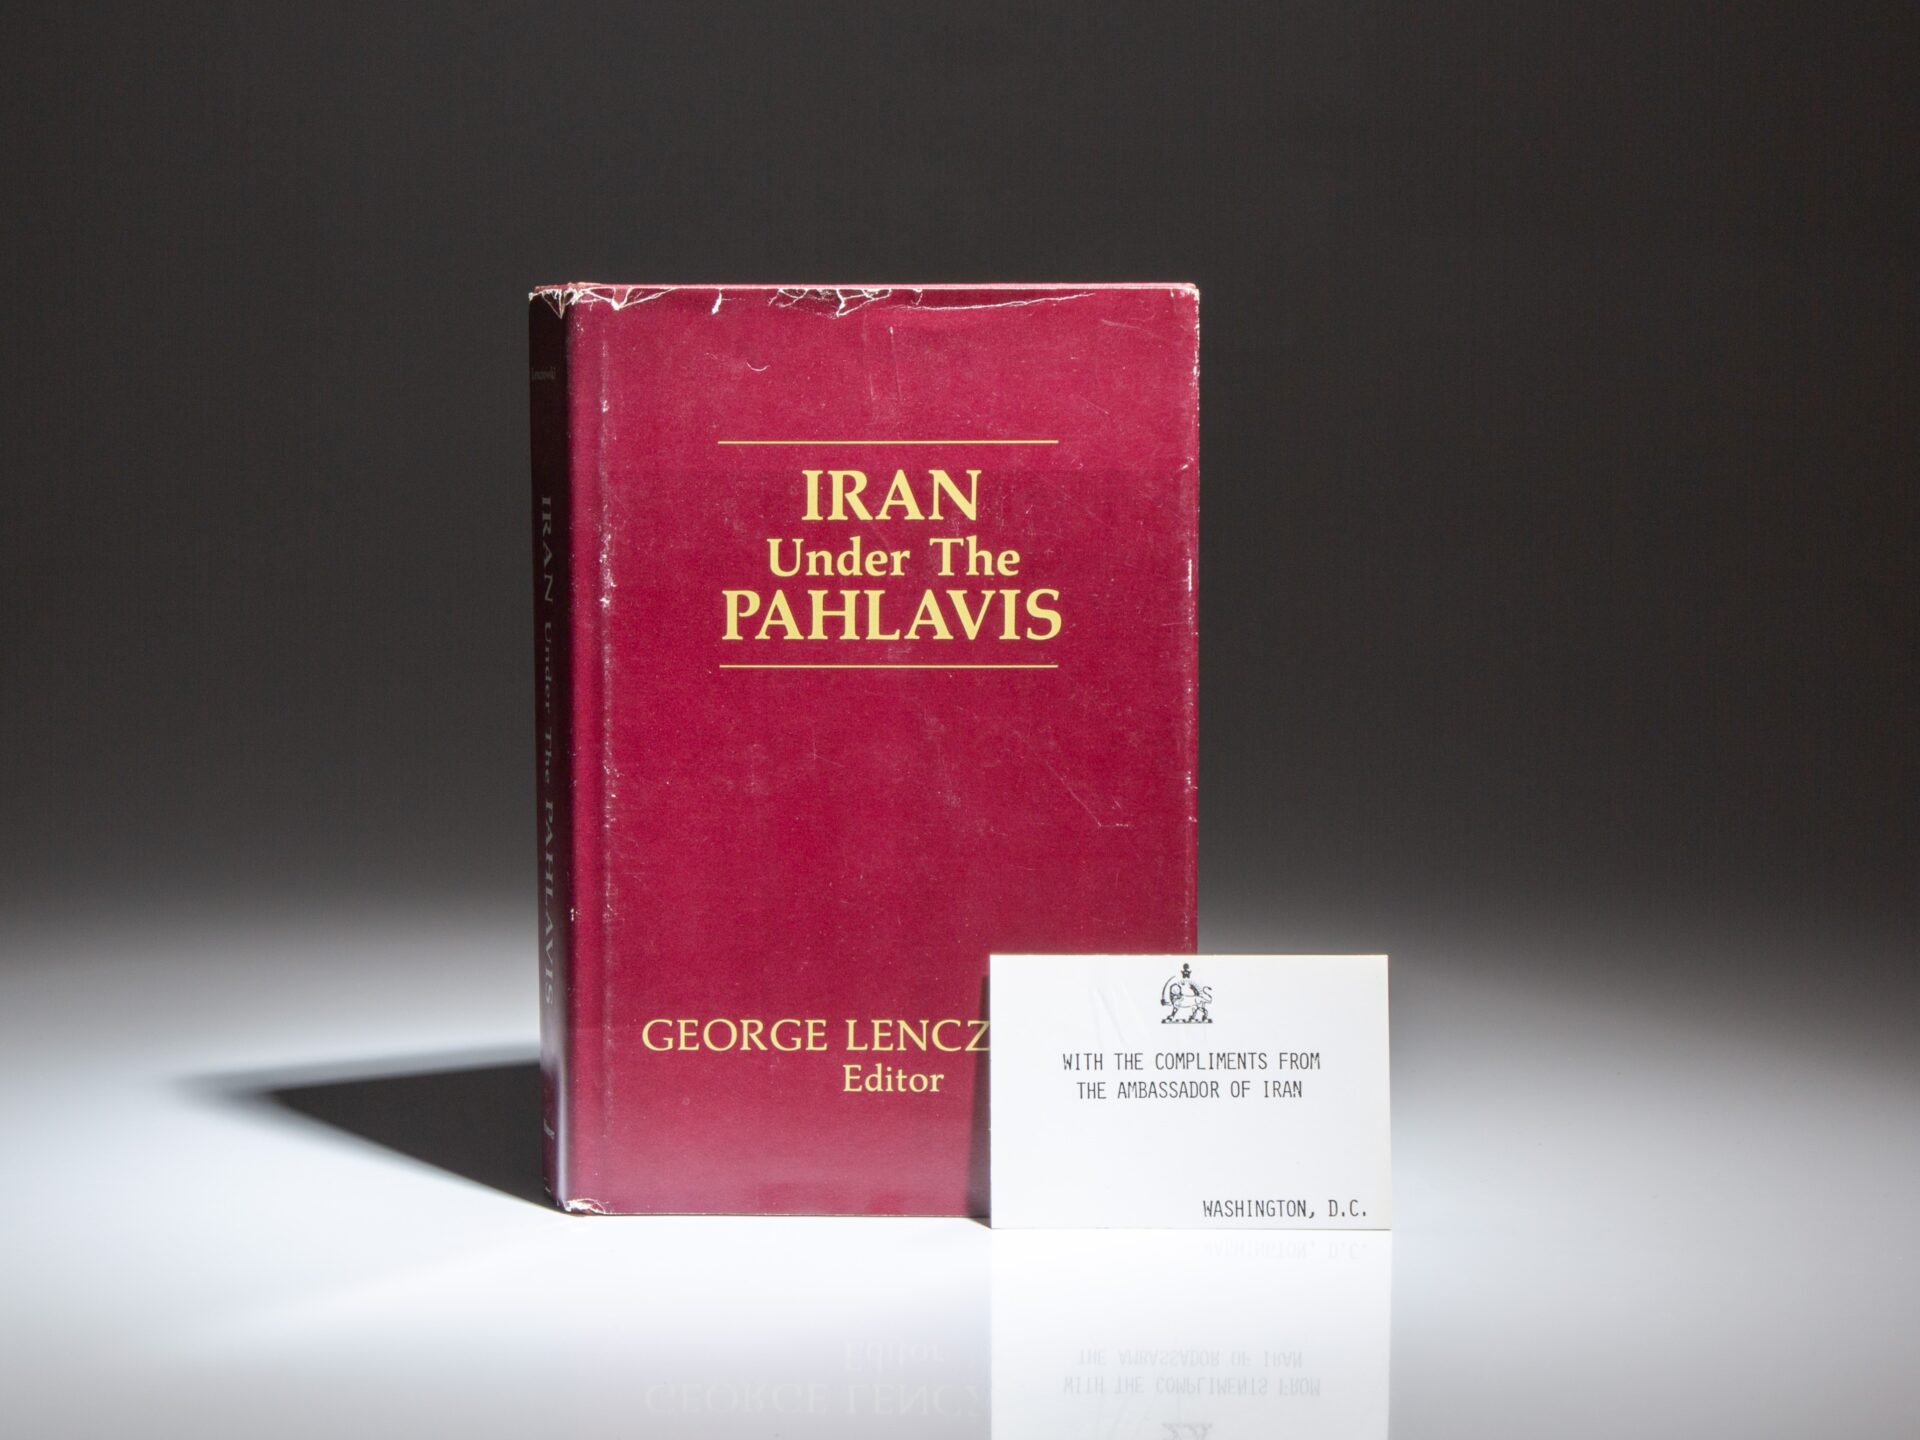 Lenczowski
IRAN Under The PAHLAVIS
IRAN
Under The
PAHLAVIS
GEORGE LENCZ
Editor
WITH THE COMPLIMENTS FROM
THE AMBASSADOR OF IRAN
WASHINGTON, D.C.